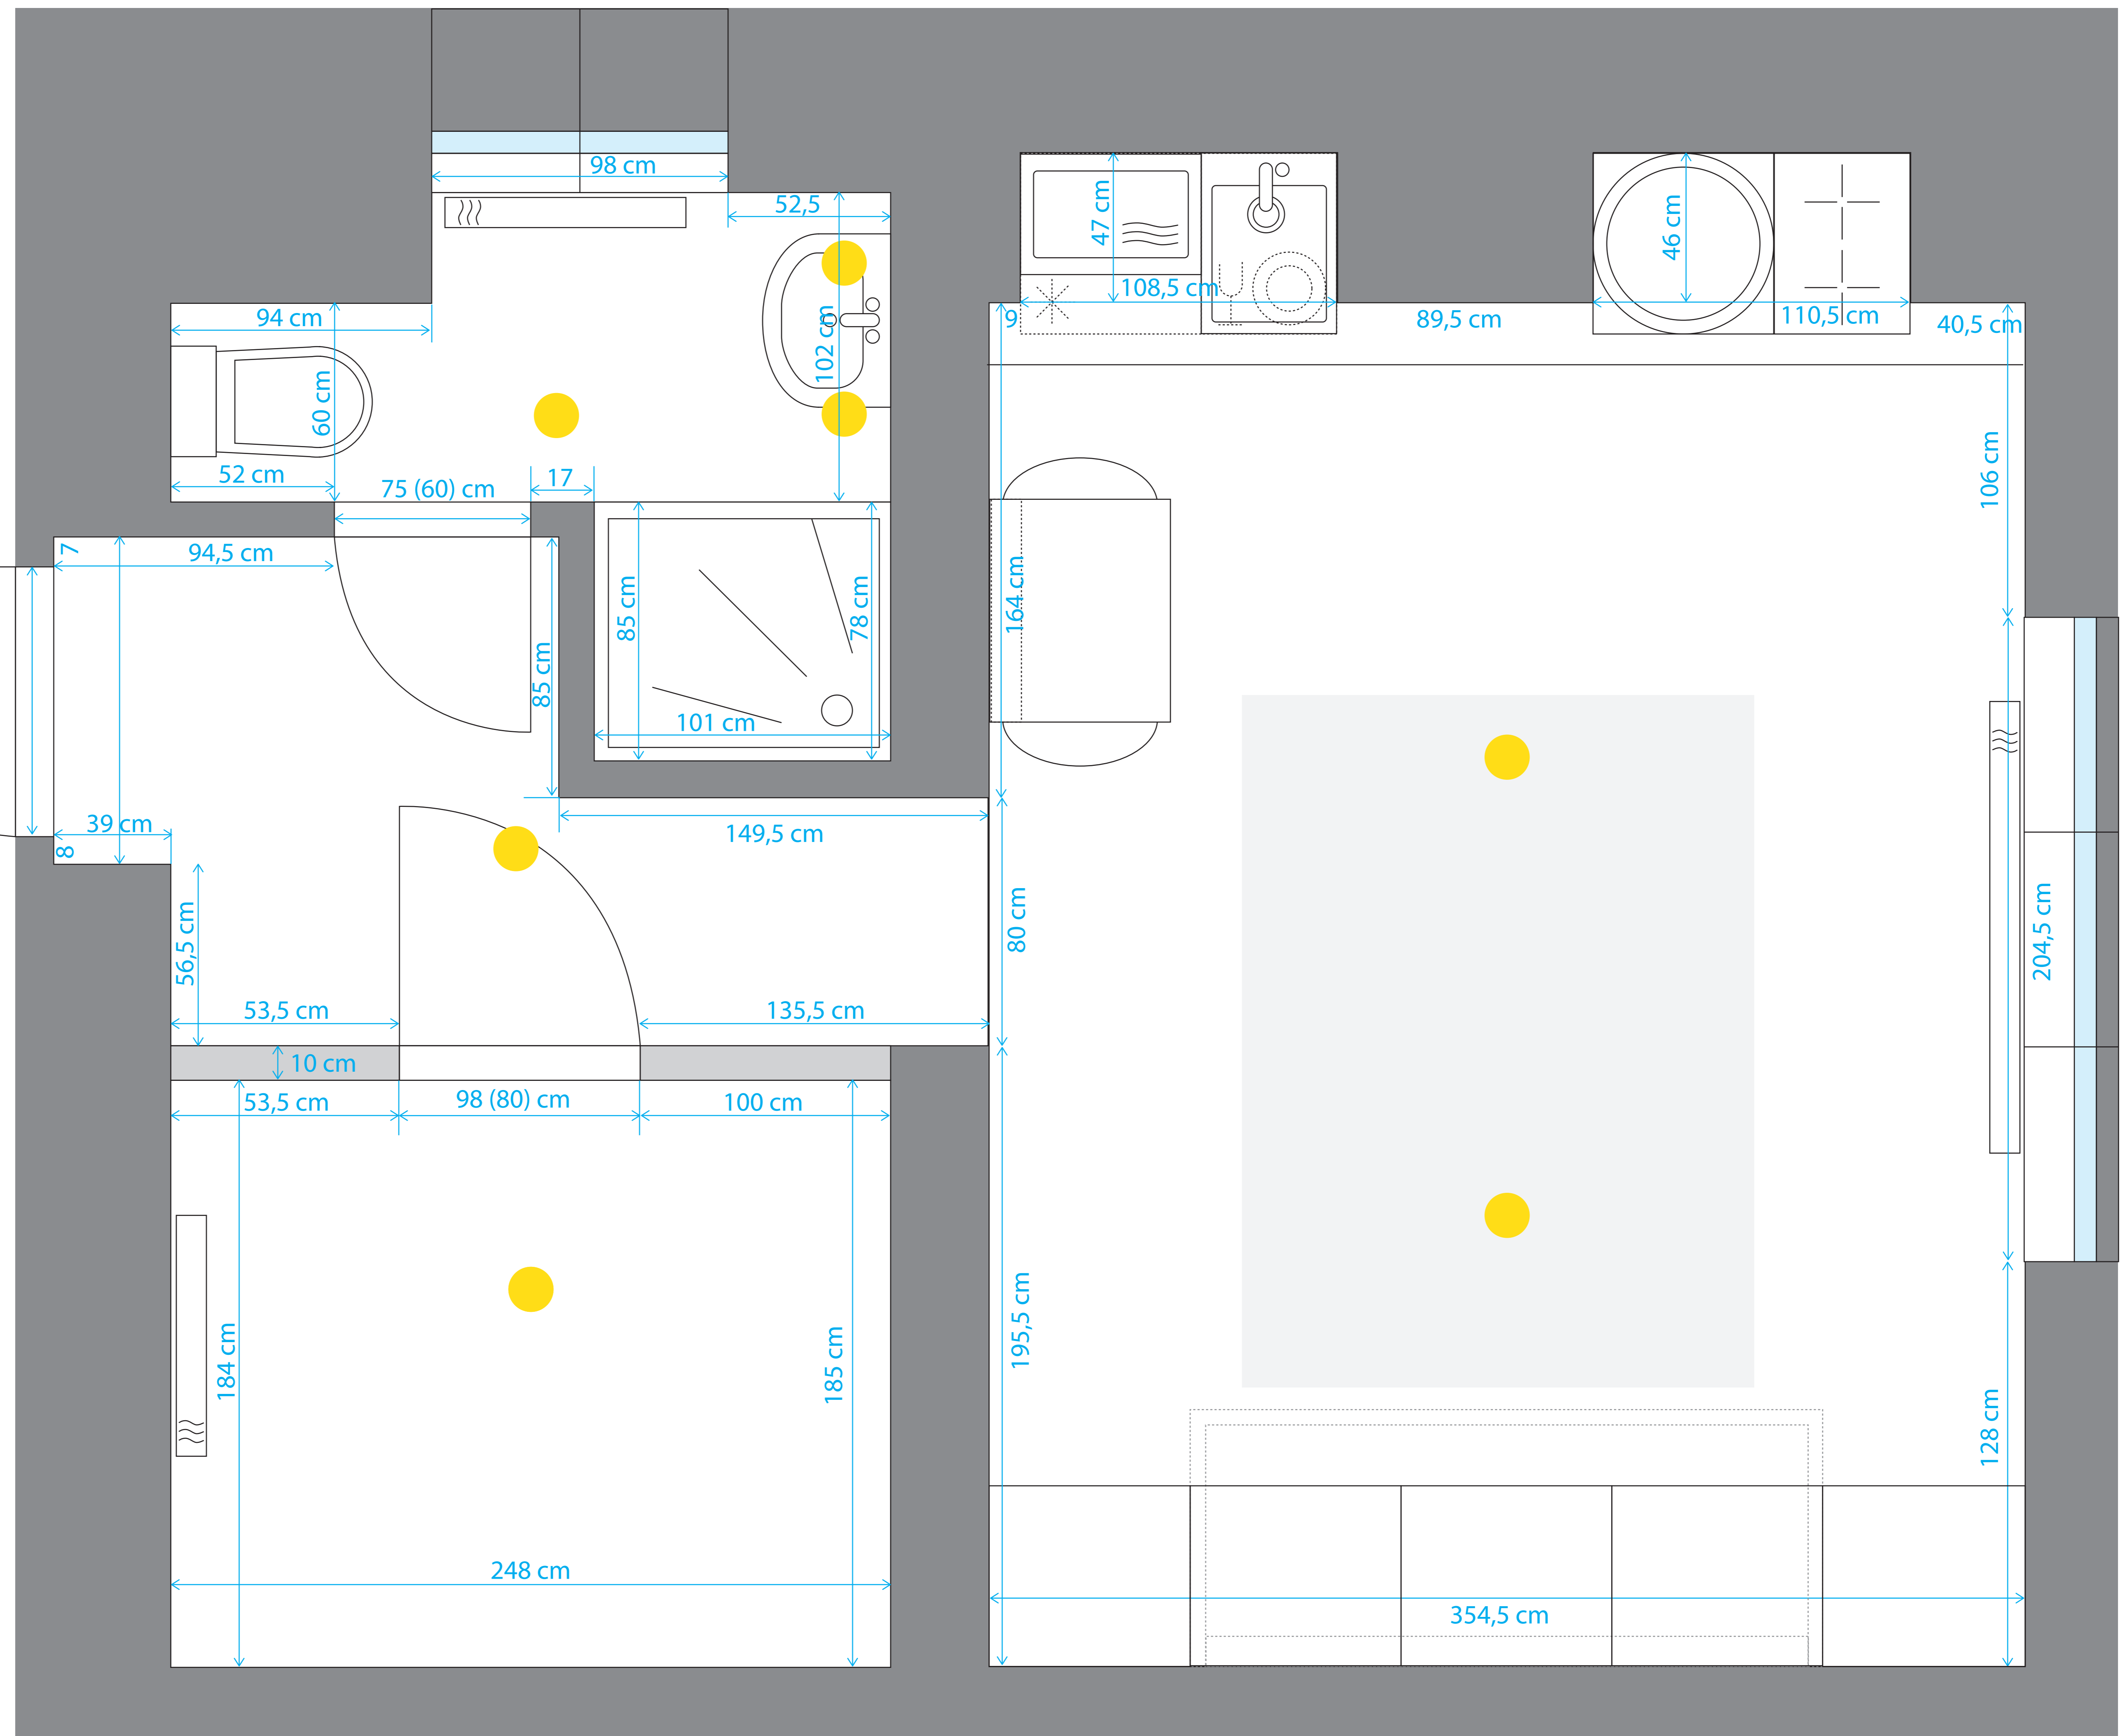 98 cm
52,5
47 cm
46 cm
108,5 cm
94 cm
9
89,5 cm
110,5 cm
40,5 cm
102 cm
60 cm
52 cm
75 (60) cm
17
106 cm
7
94,5 cm
85 cm
78 cm
164 cm
85 cm
101 cm
39 cm
8
149,5 cm
56,5 cm
80 cm
204,5 cm
53,5 cm
135,5 cm
10 cm
53,5 cm
98 (80) cm
100 cm
184 cm
185 cm
195,5 cm
128 cm
248 cm
354,5 cm